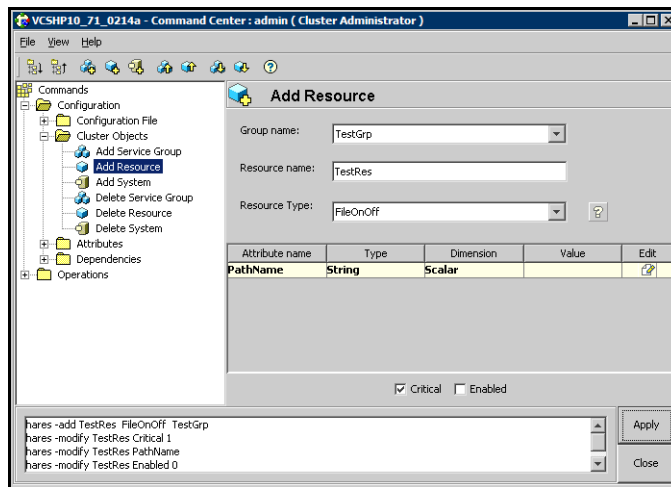 VCSHP10_71_0214a - Command Center : admin ( Cluster Administrator )
File View Help
Commands
Configuration
Configuration File
Cluster Objects
Add Service Group
Add Resource
Add System
Delete Service Group
Delete Resource
Delete System
Attributes
Dependencies
Operations
Add Resource
Group name: TestGrp
Resource name: TestRes
Resource Type: FileOnOff
Attribute name Type Dimension Value Edit
PathName String Scalar
Critical Enabled
hares -add TestRes FileOnOff TestGrp
hares -modify TestRes Critical 1
hares -modify TestRes PathName
hares -modify TestRes Enabled 0
Apply
Close